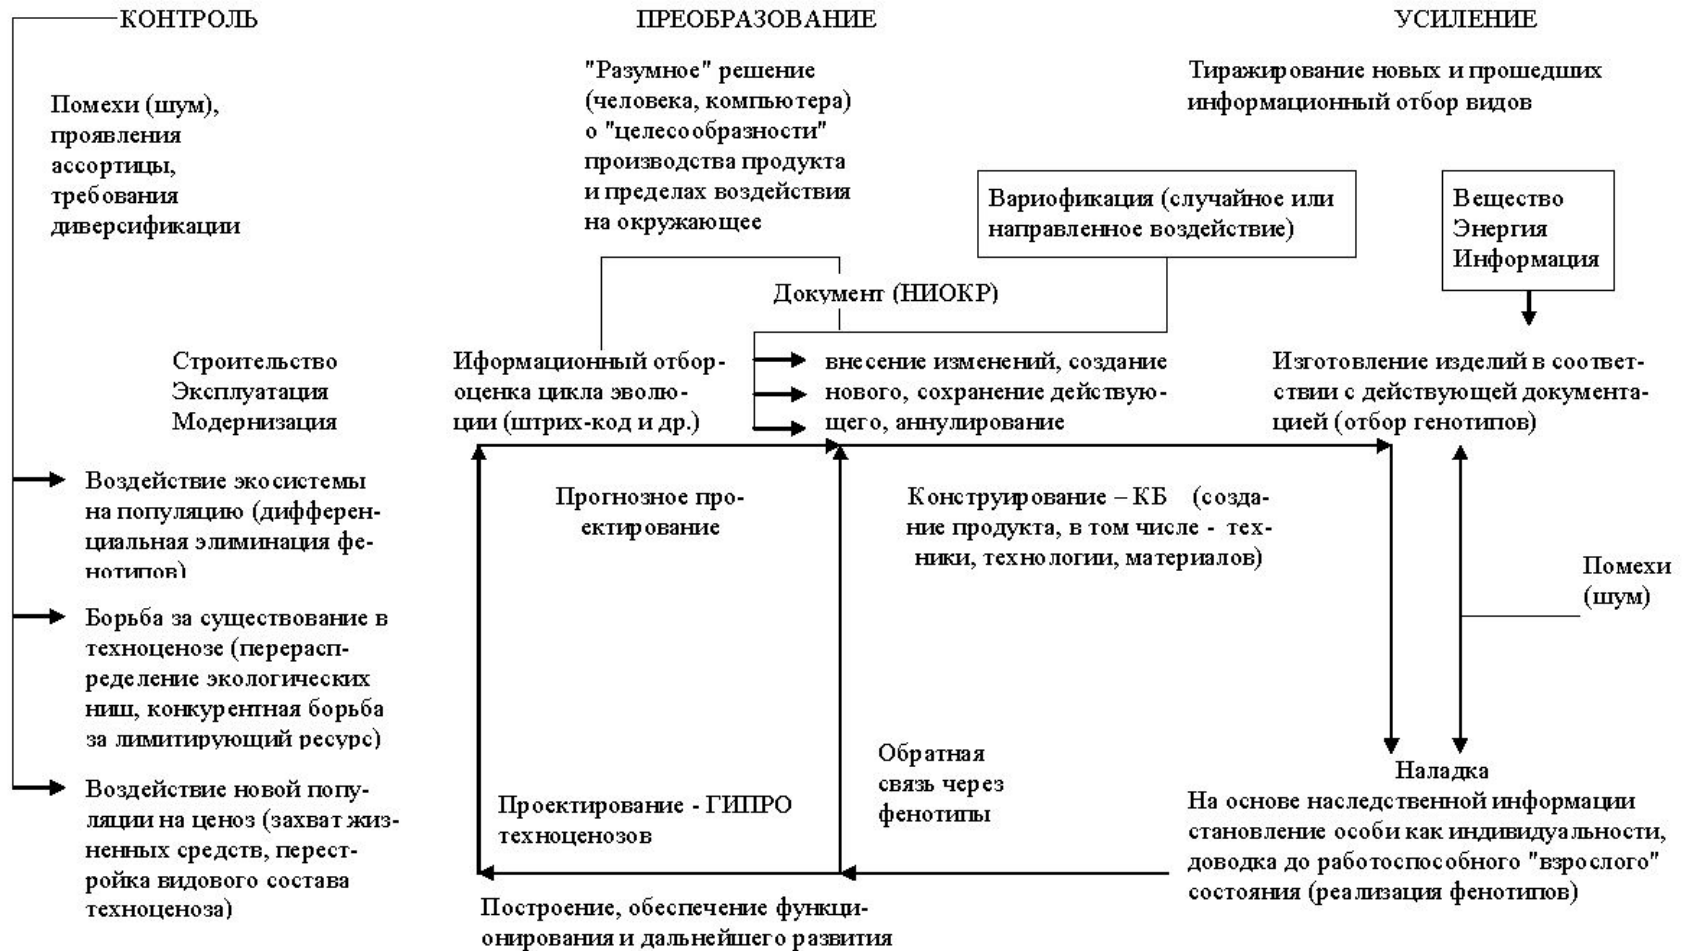 КОНТРОЛЬ
ПРЕОБРАЗОВАНИЕ
УСИЛЕНИЕ
Помехи (шум),
проявления
ассортицы,
требования
диверсификации
"Разумное" решение
(человека, компьютера)
о "целесообразности"
производства продукта
и пределах воздействия
на окружающее
Тиражирование новых и прошедших
информационный отбор видов
Вариофикация (случайное или
направленное воздействие)
Вещество
Энергия
Информация
Документ (НИОКР)
Строительство
Эксплуатация
Модернизация
Иформационный отбор-
оценка цикла эволю-
ции (штрих-код и др.)
внесение изменений, создание
нового, сохранение действую-
щего, аннулирование
Изготовление изделий в соответ-
ствии с действующей документа-
цией (отбор генотипов)
Воздействие экосистемы
на популяцию (дифферен-
циальная элиминация фе-
нотипов)
Прогнозное про-
ектирование
Конструирование – КБ (созда-
ние продукта, в том числе - тех-
ники, технологии, материалов)
Помехи
(шум)
Борьба за существование в
техноценозе (перерасп-
ределение экологических
ниш, конкурентная борьба
за лимитирующий ресурс)
Воздействие новой попу-
ляции на ценоз (захват жиз-
ненных средств, перест-
ройка видового состава
техноценоза)
Проектирование - ГИПРО
техноценозов
Обратная
связь через
фенотипы
Наладка
На основе наследственной информации
становление особи как индивидуальности,
доводка до работоспособного "взрослого"
состояния (реализация фенотипов)
Построение, обеспечение функци-
онирования и дальнейшего развития